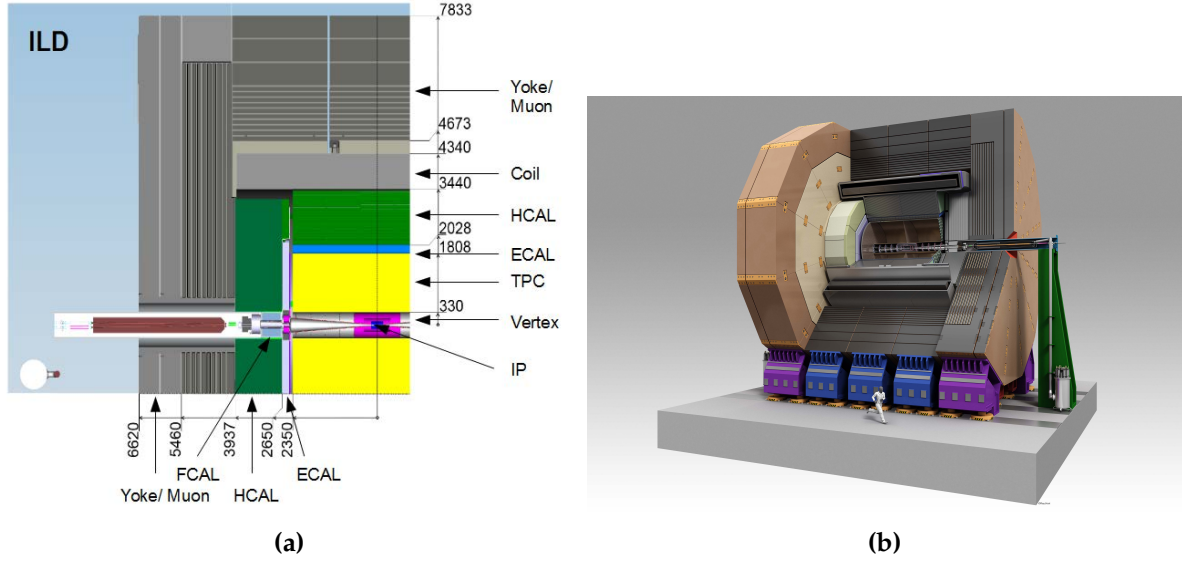 ILD
7833
Yoke/
Muon
4673
4340
Coil
3440
HCAL
2028
1808
ECAL
TPC
330
Vertex
IP
6620
5460
3937
2650
2350
FCAL
ECAL
Yoke/ Muon
HCAL
(a)
(b)